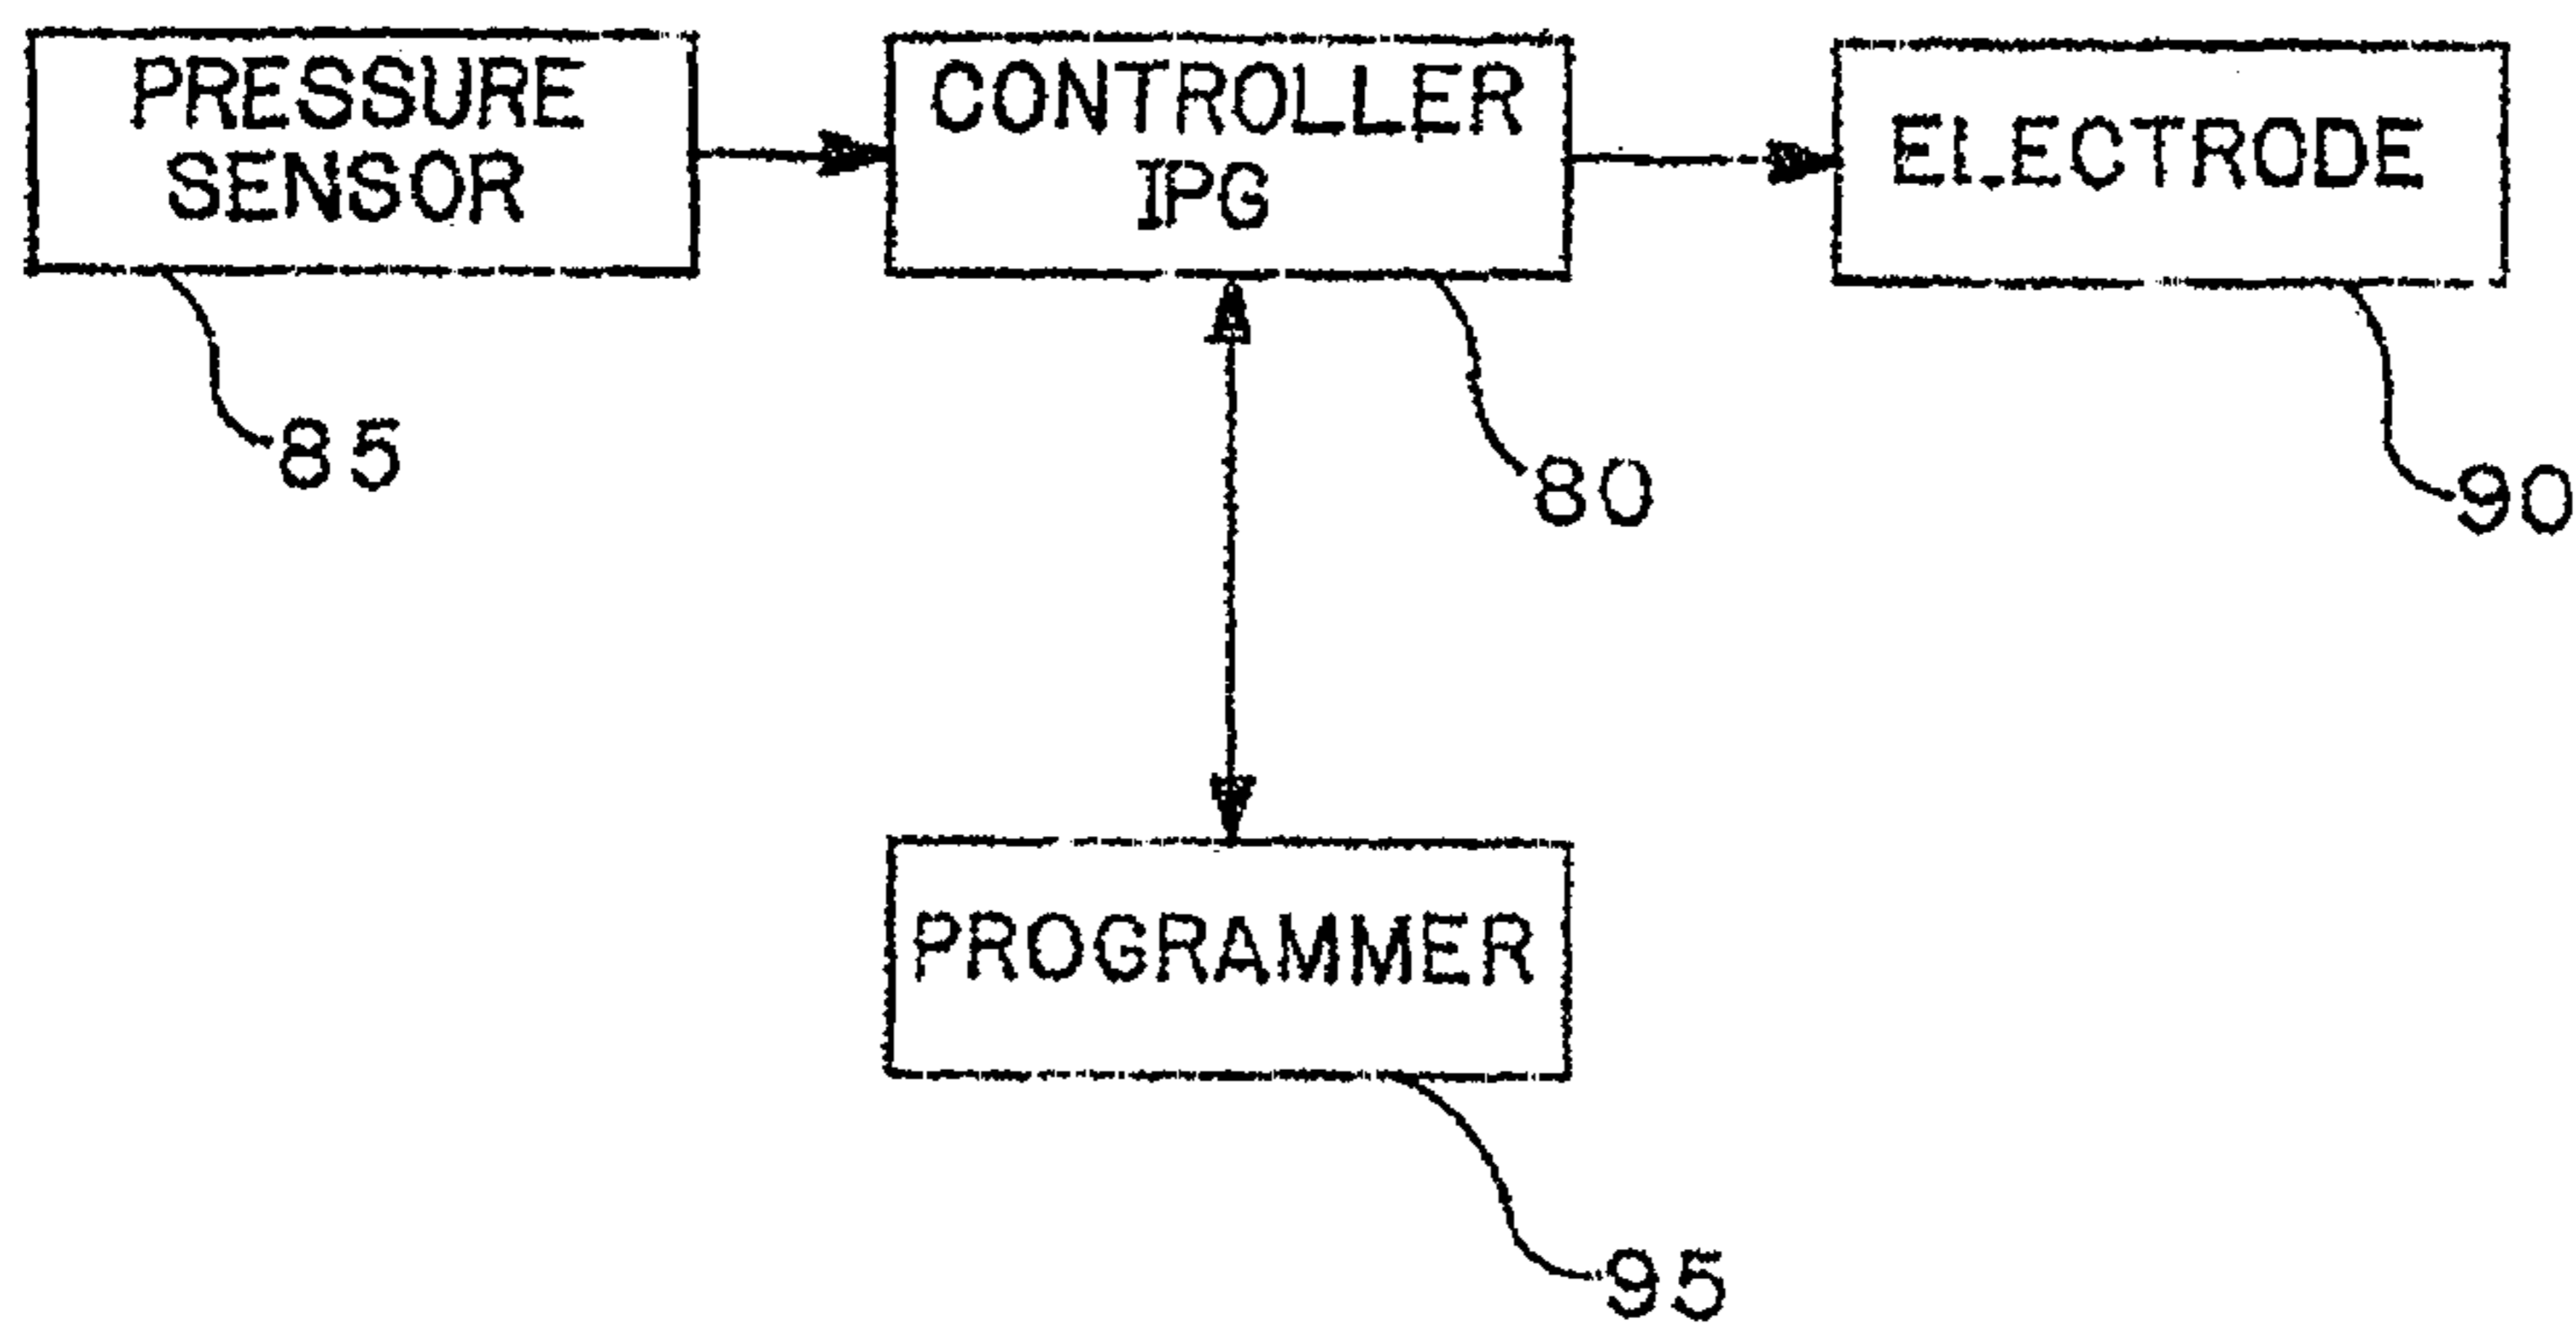 PRESSURE
SENSOR
CONTROLLER
IPG
ELECTRODE
85
80
90
PROGRAMMER
95